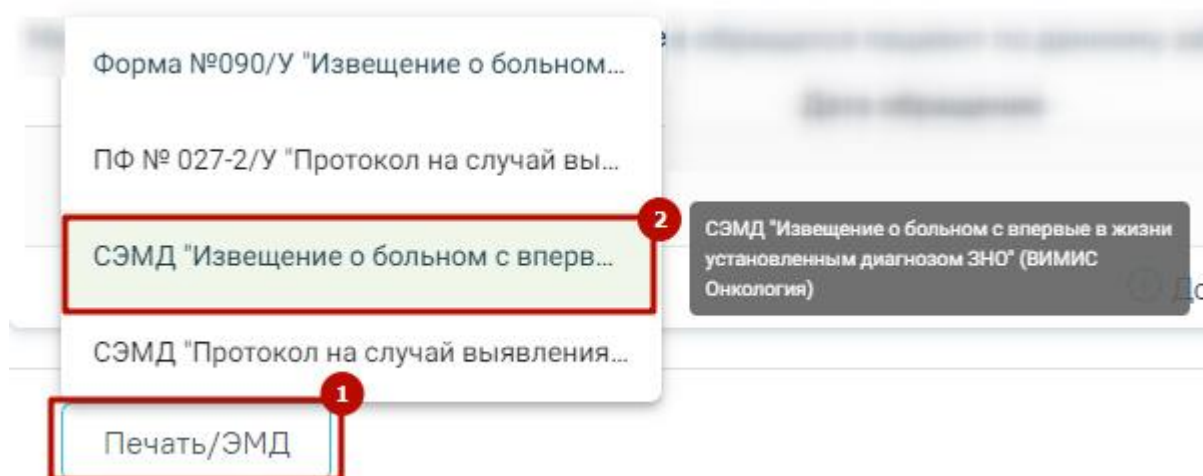 Форма №090/У "Извещение о больном...
ПФ № 027-2/У "Протокол на случай вы...
2
СЭМД "Извещение о больном с вперв...
СЭМД "Извещение о больном с впервые в жизни
установленным диагнозом ЗНО" (ВИМИС
Онкология)
СЭМД "Протокол на случай выявления...
1
Печать/ЭМД